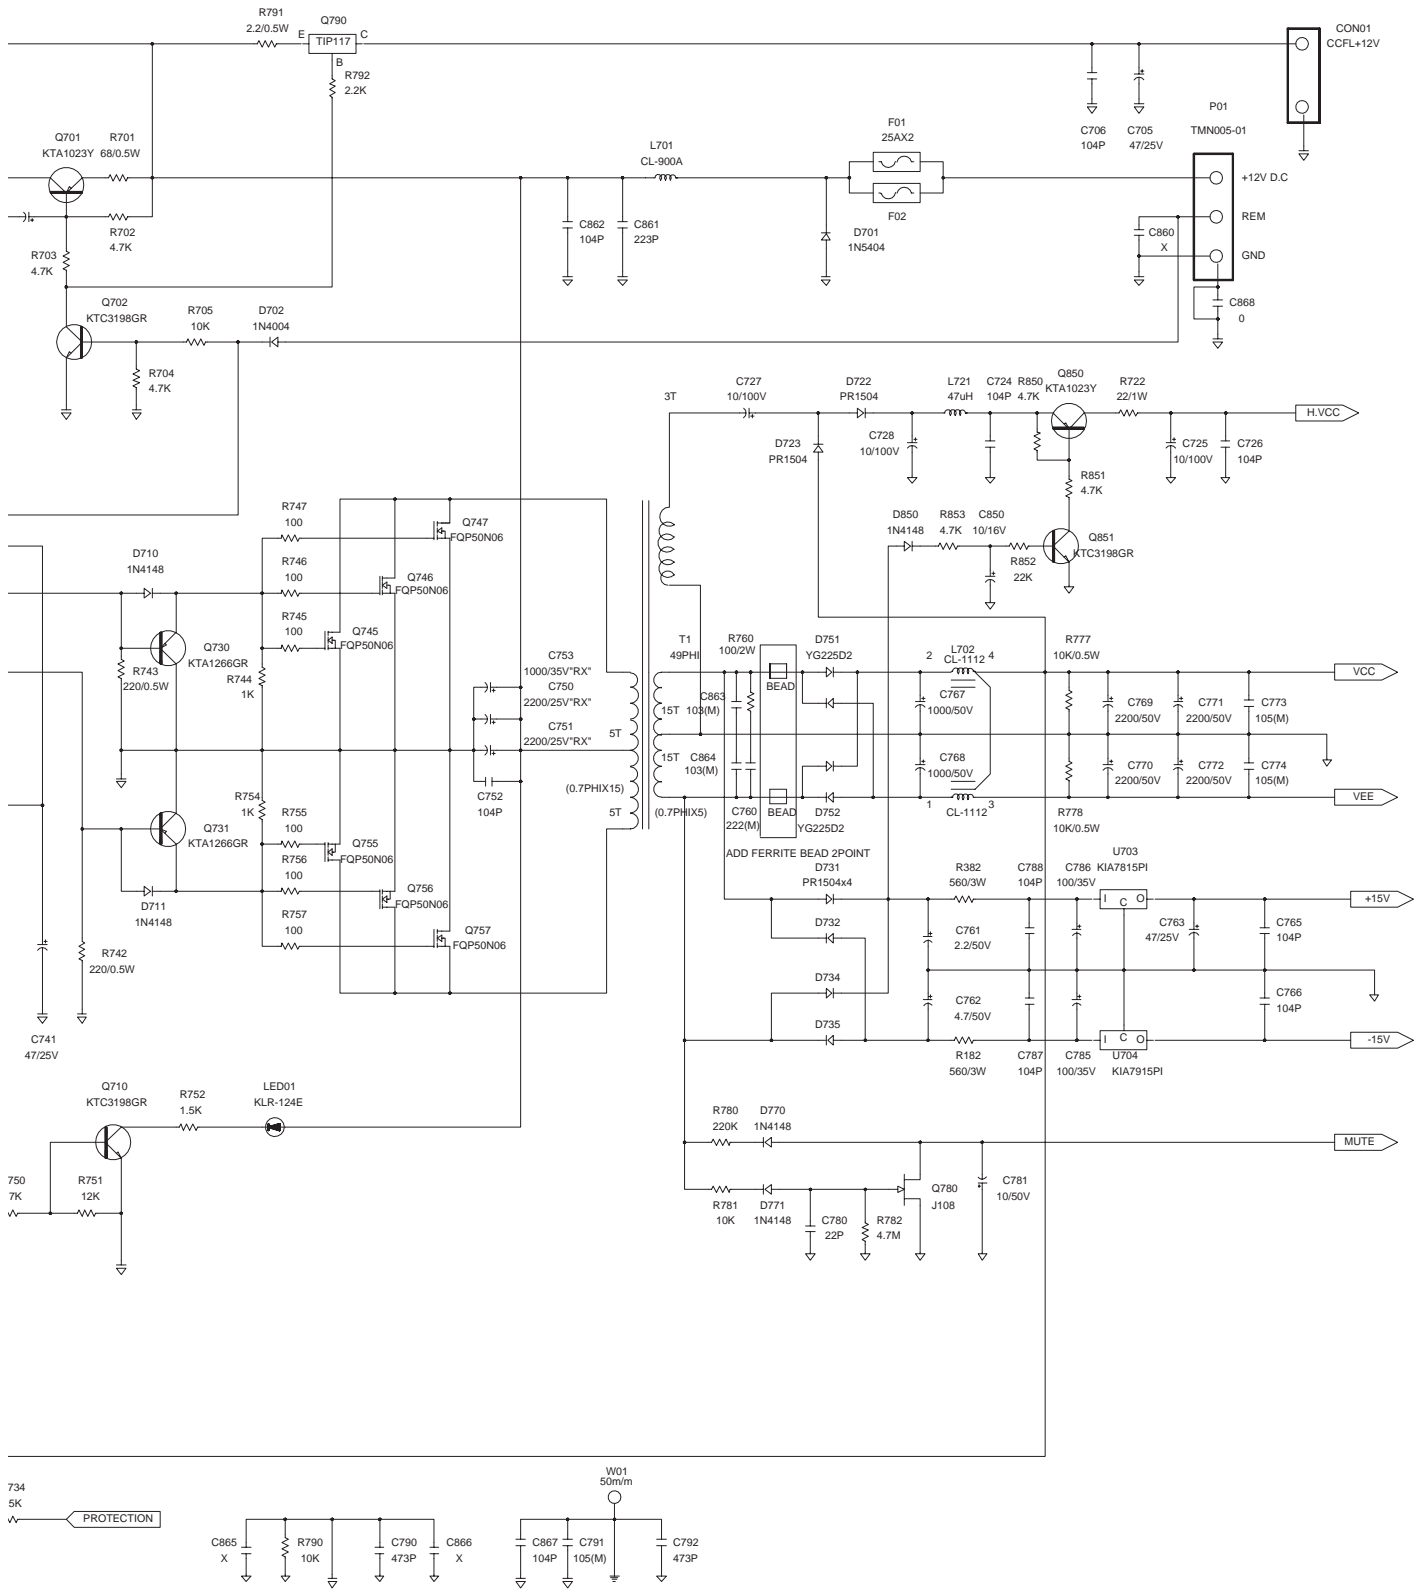 R791
2.2/0.5W
Q790
E
TIP117
C
B
R792
2.2K
CON01
CCFL+12V
C706
104P
C705
47/25V
P01
TMN005-01
Q701
KTA1023Y
R701
68/0.5W
L701
CL-900A
F01
25AX2
F02
+12V D.C
REM
GND
R702
4.7K
R703
4.7K
C862
104P
C861
223P
D701
1N5404
C860
X
C868
0
Q702
KTC3198GR
R705
10K
D702
1N4004
R704
4.7K
3T
C727
10/100V
D722
PR1504
L721
47uH
C724
104P
R850
4.7K
Q850
KTA1023Y
R722
22/1W
H.VCC
D723
PR1504
C728
10/100V
C725
10/100V
C726
104P
R851
4.7K
R747
100
Q747
FQP50N06
D850
1N4148
R853
4.7K
C850
10/16V
Q851
KTC3198GR
R852
22K
D710
1N4148
R746
100
Q746
FQP50N06
R745
100
Q745
FQP50N06
Q730
KTA1266GR
R743
220/0.5W
R744
1K
C753
1000/35V"RX"
C750
2200/25V"RX"
C751
2200/25V"RX"
C752
104P
T1
49PHI
R760
100/2W
D751
YG225D2
BEAD
2
L702
CL-1112
4
R777
10K/0.5W
VCC
C863
103(M)
15T
5T
15T
C864
103(M)
C767
1000/50V
C768
1000/50V
C769
2200/50V
C771
2200/50V
C773
105(M)
C770
2200/50V
C772
2200/50V
C774
105(M)
(0.7PHIX15)
5T
(0.7PHIX5)
C760
222(M)
BEAD
D752
YG225D2
1
CL-1112
3
R778
10K/0.5W
VEE
R754
1K
Q731
KTA1266GR
R755
100
Q755
FQP50N06
R756
100
Q756
FQP50N06
R757
100
Q757
FQP50N06
D711
1N4148
R742
220/0.5W
C741
47/25V
ADD FERRITE BEAD 2POINT
D731
PR1504x4
D732
D734
D735
R382
560/3W
C788
104P
C786
100/35V
U703
KIA7815PI
I
C
O
+15V
C761
2.2/50V
C763
47/25V
C765
104P
C762
4.7/50V
C766
104P
I
C
O
-15V
R182
560/3W
C787
104P
C785
100/35V
U704
KIA7915PI
Q710
KTC3198GR
R752
1.5K
LED01
KLR-124E
750
7K
R751
12K
R780
220K
D770
1N4148
MUTE
R781
10K
D771
1N4148
C780
22P
R782
4.7M
Q780
J108
C781
10/50V
734
5K
PROTECTION
W01
50m/m
C865
X
R790
10K
C790
473P
C866
X
C867
104P
C791
105(M)
C792
473P